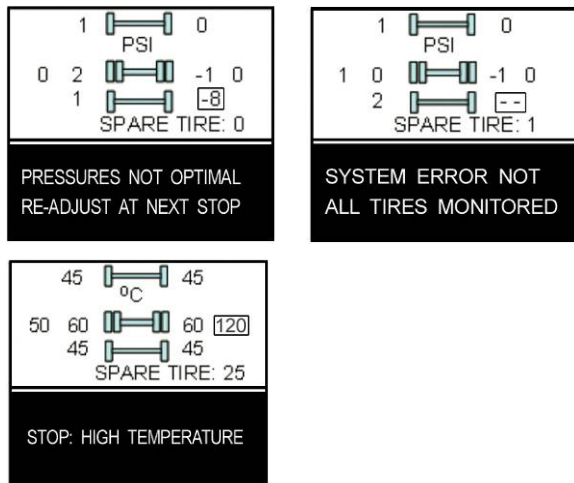 1 0
PSI
0 2 -1 0
1 -8
SPARE TIRE: 0
PRESSURES NOT OPTIMAL
RE-ADJUST AT NEXT STOP
1 0
PSI
1 0 -1 0
2 --
SPARE TIRE: 1
SYSTEM ERROR NOT
ALL TIRES MONITORED
45 45
ºC
50 60 60 120
45 45
SPARE TIRE: 25
STOP: HIGH TEMPERATURE